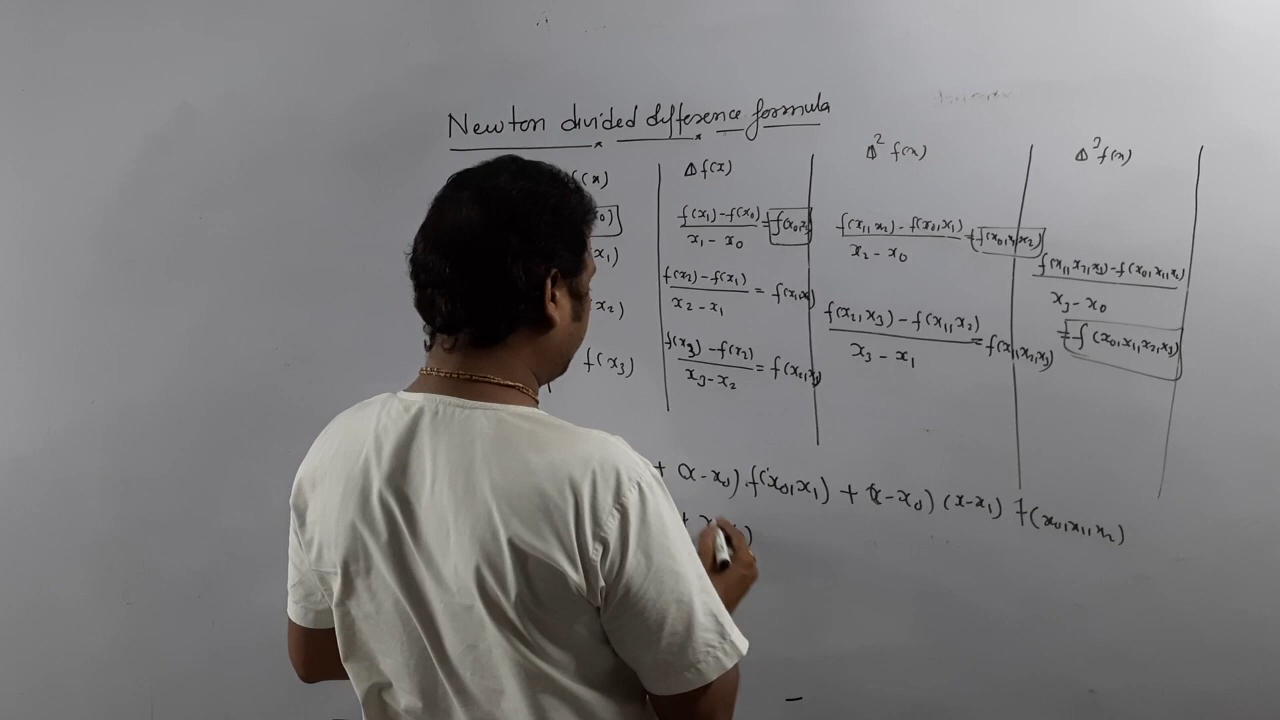 Newton divided difference formula
f(x) Δ f(x) Δ² f(x) Δ³ f(x)
x₀) f(x₁) - f(x₀) / x₁ - x₀ = f(x₀, x₁ f(x₁, x₂) - f(x₀, x₁) / x₂ - x₀ = f(x₀, x₁, x₂)
x₁) f(x₂) - f(x₁) / x₂ - x₁ = f(x₁, x₂)
f(x₁, x₂, x₃) - f(x₀, x₁, x₂) / x₃ - x₀
x₂) f(x₂, x₃) - f(x₁, x₂) / x₃ - x₁ = f(x₁, x₂, x₃)
= f(x₀, x₁, x₂, x₃)
f(x₃) f(x₃) - f(x₂) / x₃ - x₂ = f(x₂, x₃)
+ (x - x₀) . f(x₀, x₁) + (x - x₀) (x - x₁) f(x₀, x₁, x₂)
+